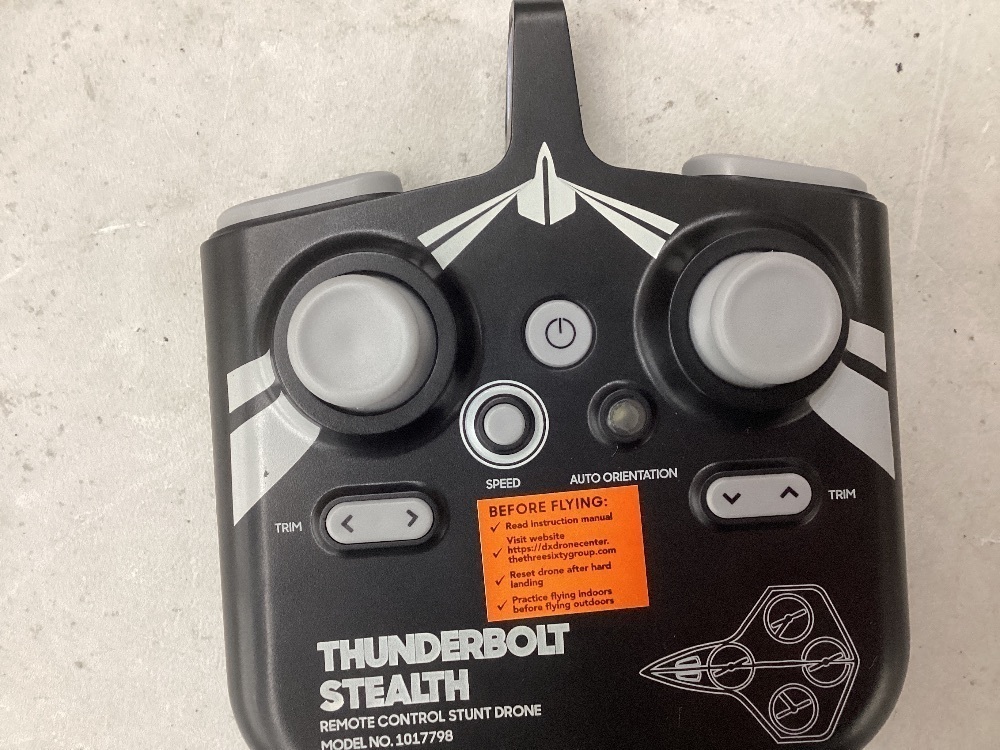 SPEED
AUTO ORIENTATION
TRIM
TRIM
BEFORE FLYING:
✓ Read instruction manual
Visit website
✓ https://dxdronecenter.
thethreesixtygroup.com
✓ Reset drone after hard
landing
✓ Practice flying indoors
before flying outdoors
THUNDERBOLT
STEALTH
REMOTE CONTROL STUNT DRONE
MODEL NO. 1017798